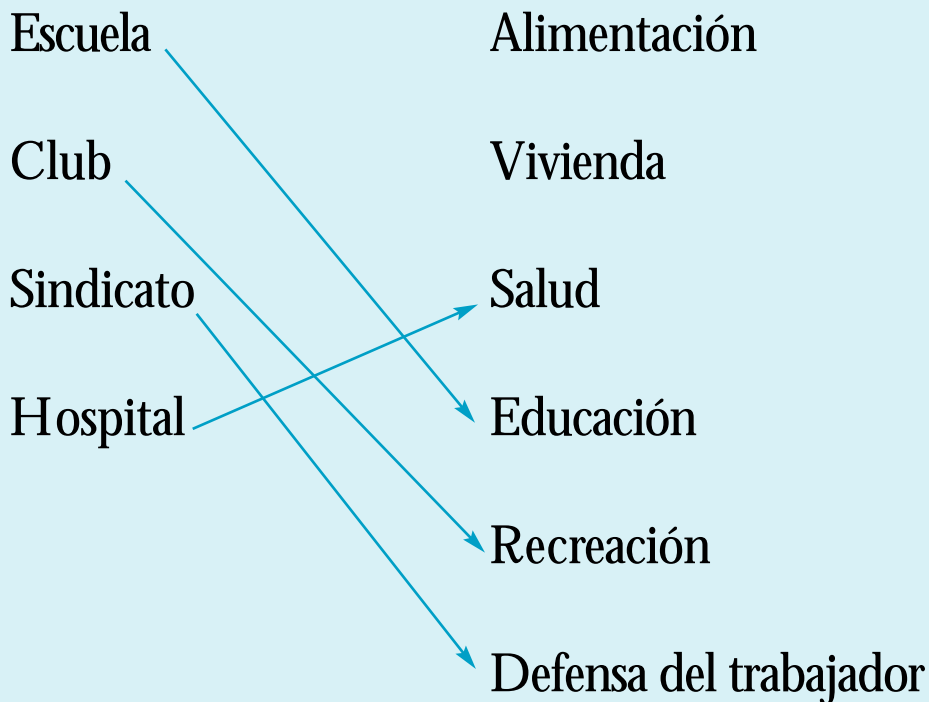 Escuela
Alimentación
Club
Vivienda
Sindicato
Salud
Hospital
Educación
Recreación
Defensa del trabajador